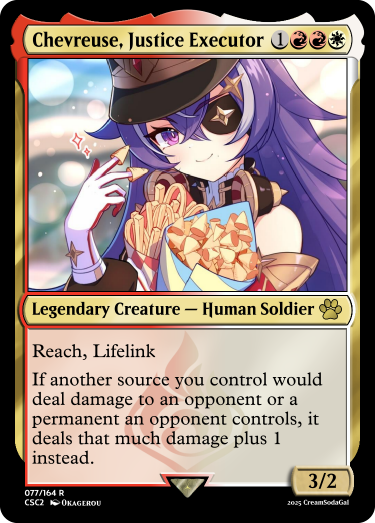 Chevreuse, Justice Executor 1
Legendary Creature — Human Soldier
Reach, Lifelink
If another source you control would
deal damage to an opponent or a
permanent an opponent controls, it
deals that much damage plus 1
instead.
3/2
077/164 R
CSC2 Okagerou
2025 CreamSodaGal